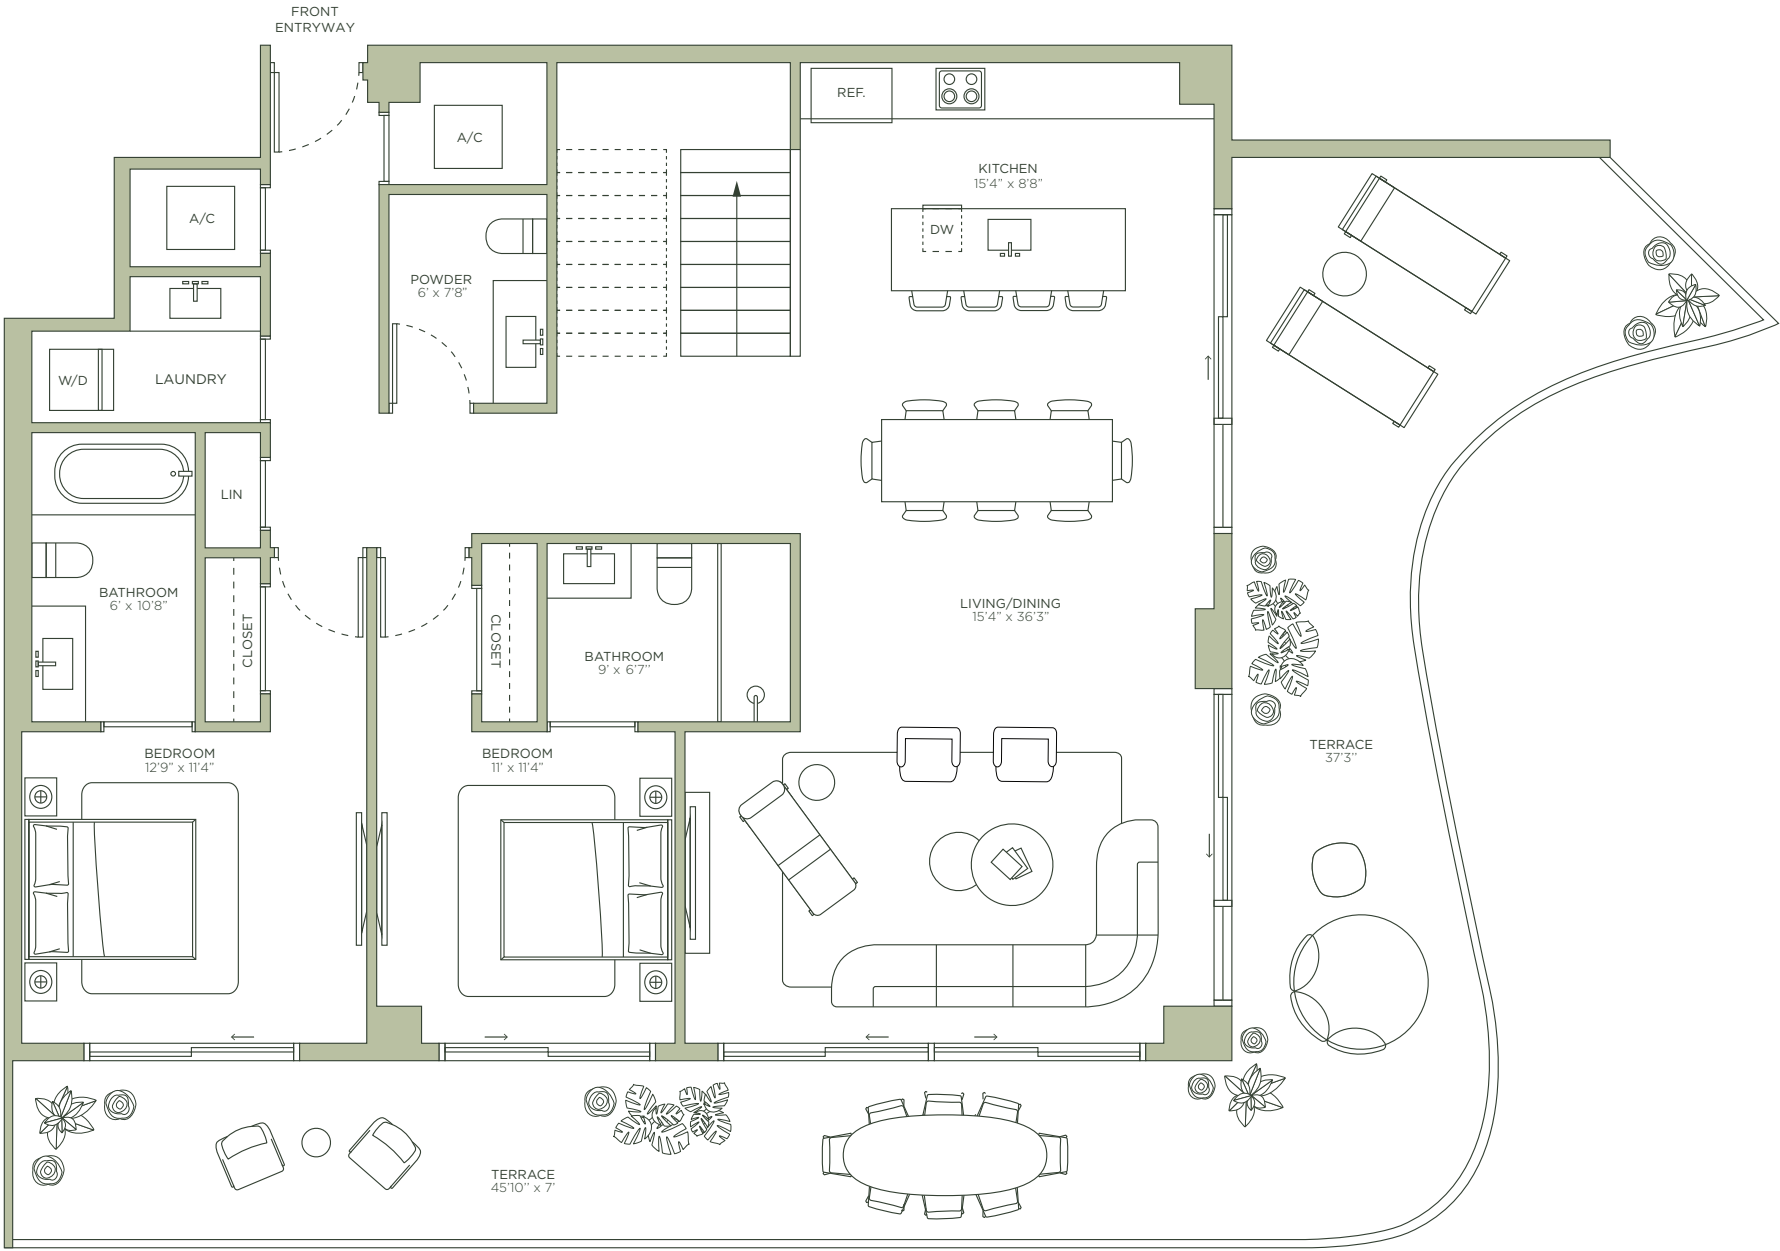 FRONT
ENTRYWAY
REF.
A/C
KITCHEN
15'4" x 8'8"
A/C
DW
POWDER
6' x 7'8"
W/D
LAUNDRY
LIN
BATHROOM
6' x 10'8"
CLOSET
CLOSET
BATHROOM
9' x 6'7"
LIVING/DINING
15'4" x 36'3"
BEDROOM
12'9" x 11'4"
BEDROOM
11' x 11'4"
TERRACE
37'3"
TERRACE
45'10" x 7'